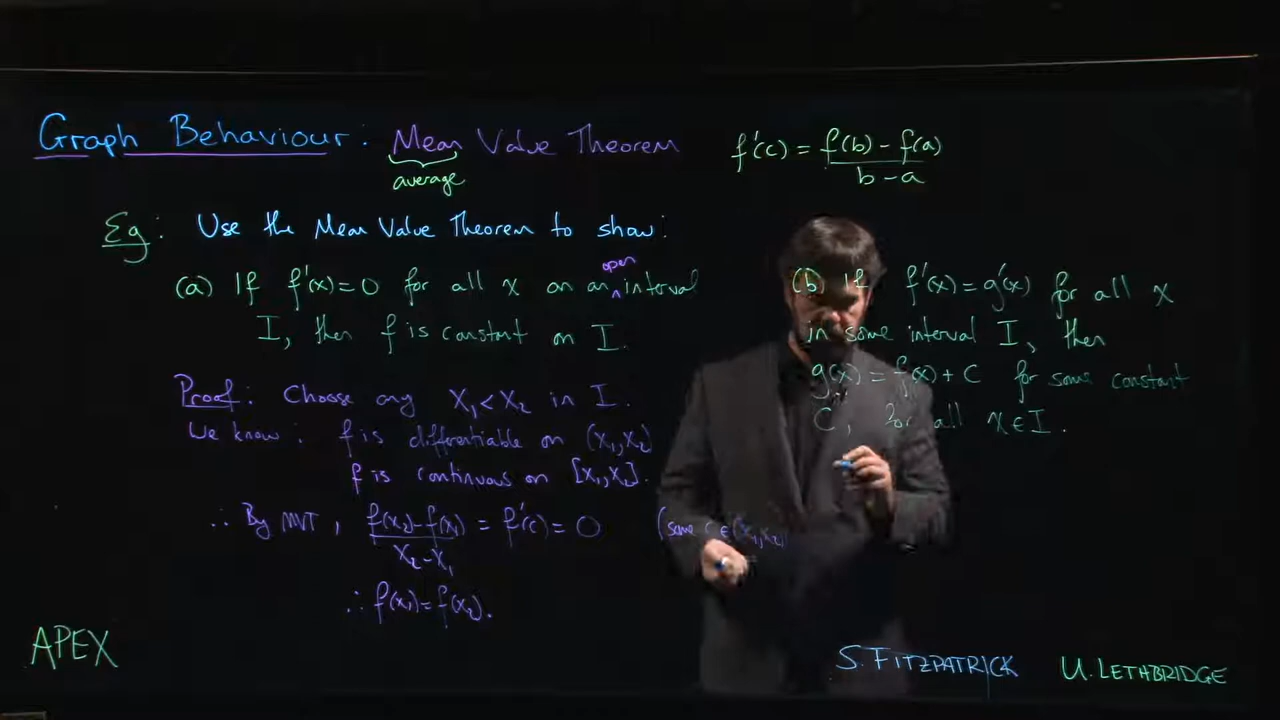 Graph Behaviour: Mean Value Theorem
average
f'(c) = f(b) - f(a) / b - a
Eg: Use the Mean Value Theorem to show:
(a) If f'(x)=0 for all x on an open interval
I, then f is constant on I.
Proof: Choose any x₁<x₂ in I.
We know: f is differentiable on (x₁,x₂)
f is continuous on [x₁,x₂].
∴ By MVT, f(x₂)-f(x₁) / x₂-x₁ = f'(c) = 0 (some c ∈ (x₁,x₂))
∴ f(x₁)=f(x₂).
(b) If f'(x)=g'(x) for all x
in some interval I, then
g(x) = f(x) + C for some constant
C, for all x∈I.
APEX
S. FITZPATRICK U. LETHBRIDGE